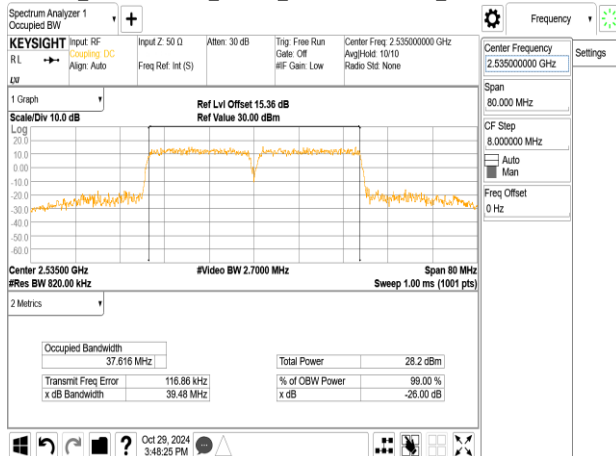 Spectrum Analyzer 1
Occupied BW
KEYSIGHT
RL
Input: RF
Coupling: DC
Align: Auto
Input Z: 50 Ω
Freq Ref: Int (S)
Atten: 30 dB
Trig: Free Run
Gate: Off
#IF Gain: Low
Center Freq: 2.535000000 GHz
Avg|Hold: 10/10
Radio Std: None
1 Graph
Scale/Div 10.0 dB
Ref Lvl Offset 15.36 dB
Ref Value 30.00 dBm
Log
20.0
10.0
0.00
-10.0
-20.0
-30.0
-40.0
-50.0
-60.0
Center 2.53500 GHz
#Res BW 820.00 kHz
#Video BW 2.7000 MHz
Span 80 MHz
Sweep 1.00 ms (1001 pts)
2 Metrics
Occupied Bandwidth
37.616 MHz
Transmit Freq Error 116.86 kHz
x dB Bandwidth 39.48 MHz
Total Power 28.2 dBm
% of OBW Power 99.00 %
x dB -26.00 dB
Oct 29, 2024
3:48:25 PM
Frequency
Settings
Center Frequency
2.535000000 GHz
Span
80.000 MHz
CF Step
8.000000 MHz
Auto
Man
Freq Offset
0 Hz